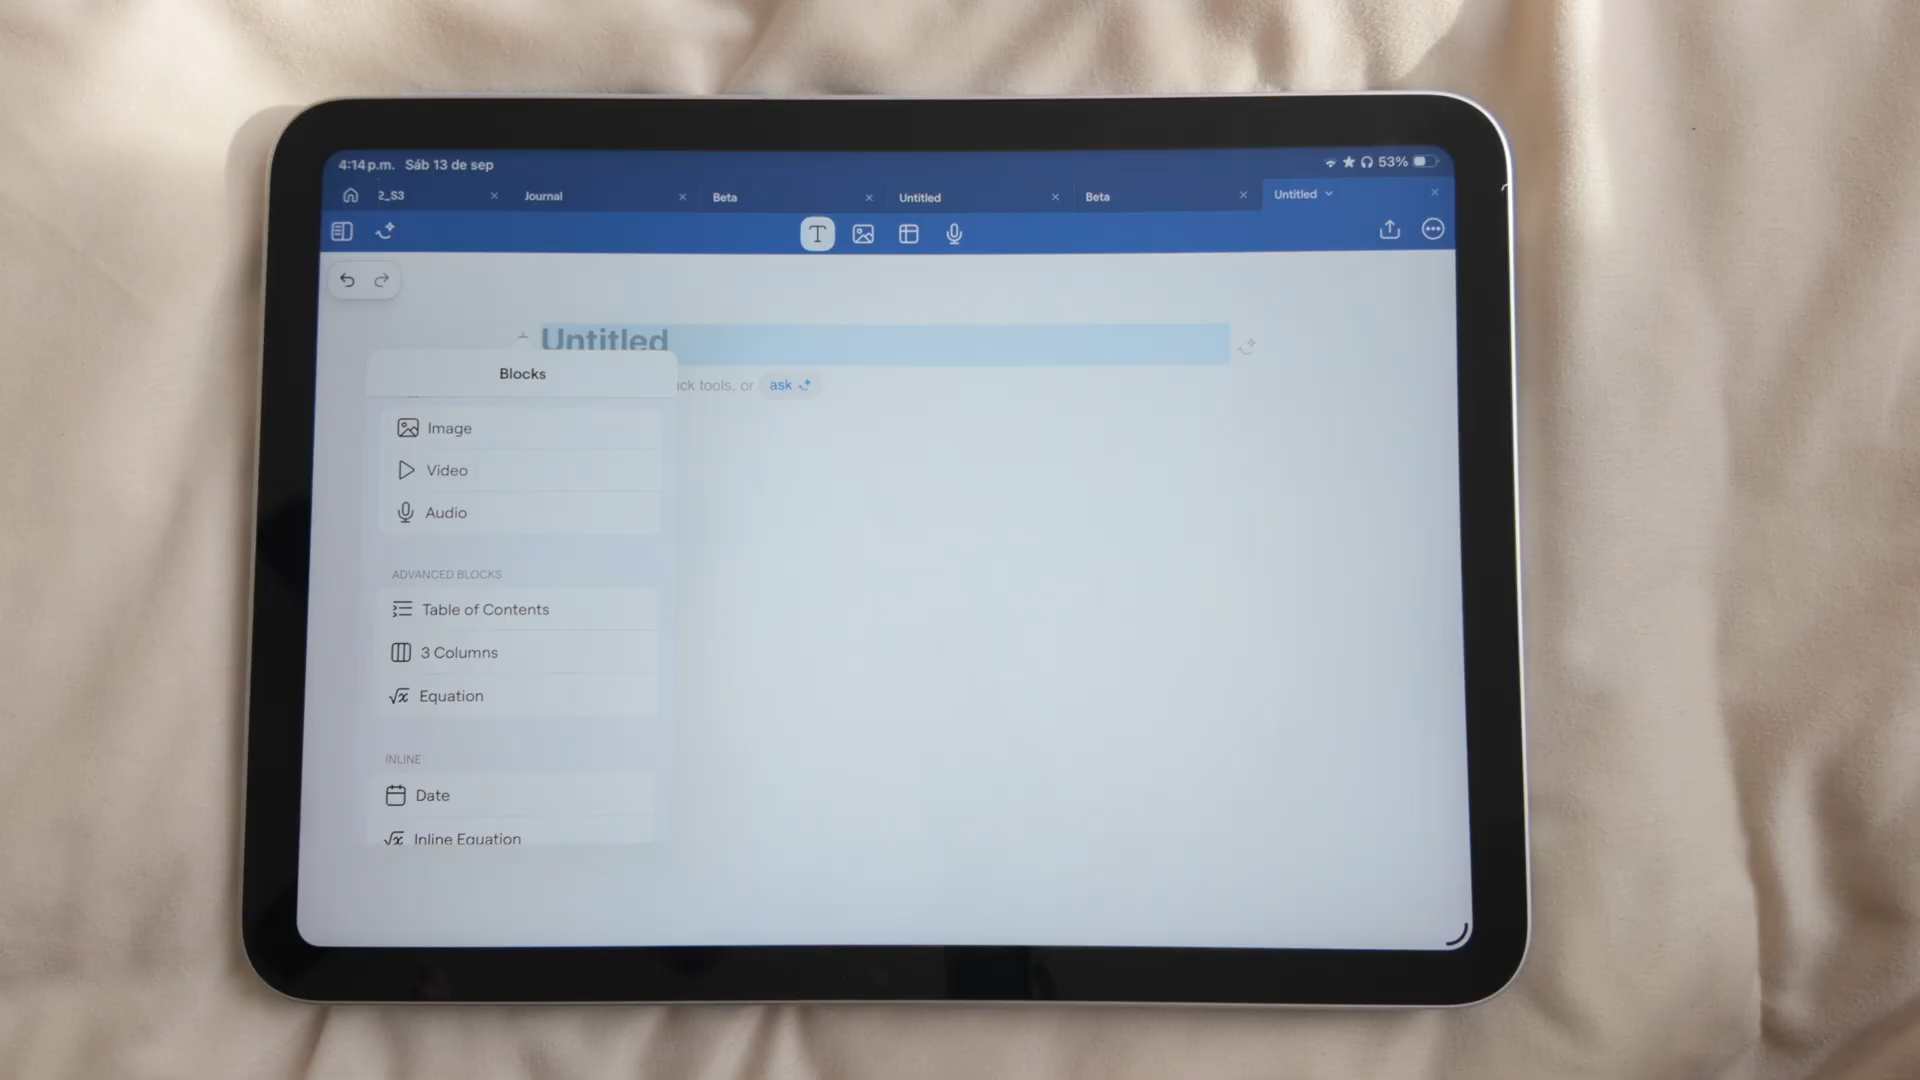 4:14 p.m. Sáb 13 de sep 53%
2_S3 Journal Beta Untitled Beta Untitled
Untitled
Blocks
ck tools, or ask
Image
Video
Audio
ADVANCED BLOCKS
Table of Contents
3 Columns
Equation
INLINE
Date
Inline Equation